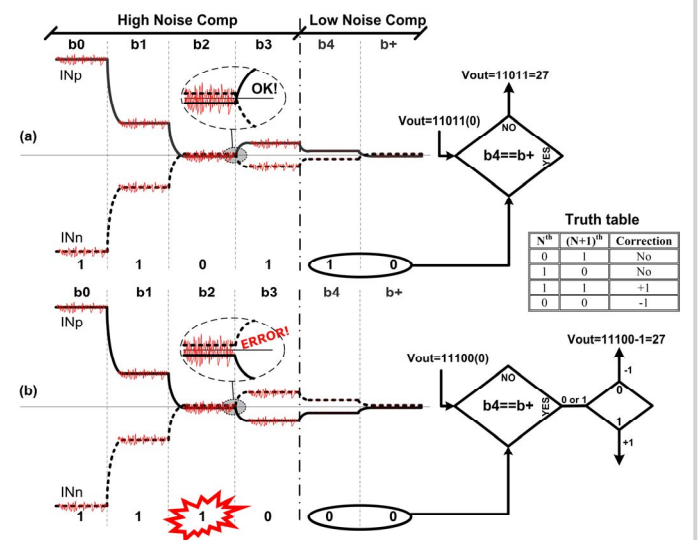 High Noise Comp Low Noise Comp
b0 b1 b2 b3 b4 b+
INp
OK!
(a)
INn
1 1 0 1 1 0
Vout=11011=27
Vout=11011(0)
NO
b4==b+
YES
Truth table
Nth (N+1)th Correction
0 1 No
1 0 No
1 1 +1
0 0 -1
b0 b1 b2 b3 b4 b+
INp
ERROR!
(b)
INn
1 1 1 0 0 0
Vout=11100(0)
NO
b4==b+
YES
0 or 1
Vout=11100-1=27
-1
0
1
+1